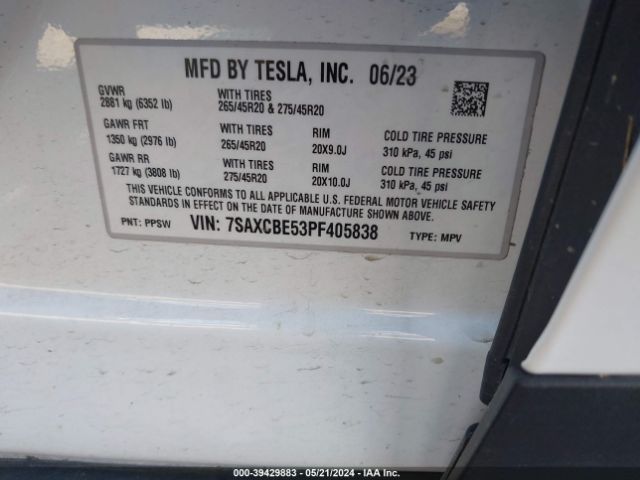 MFD BY TESLA, INC. 06/23
GVWR
2881 kg (6352 lb)
WITH TIRES
265/45R20 & 275/45R20
GAWR FRT
1350 kg (2976 lb)
WITH TIRES
265/45R20
RIM
20X9.0J
COLD TIRE PRESSURE
310 kPa, 45 psi
GAWR RR
1727 kg (3808 lb)
WITH TIRES
275/45R20
RIM
20X10.0J
COLD TIRE PRESSURE
310 kPa, 45 psi
THIS VEHICLE CONFORMS TO ALL APPLICABLE U.S. FEDERAL MOTOR VEHICLE SAFETY
STANDARDS IN EFFECT ON THE DATE OF MANUFACTURE SHOWN ABOVE.
PNT: PPSW VIN: 7SAXCBE53PF405838 TYPE: MPV
000-39429883 - 05/21/2024 - IAA Inc.